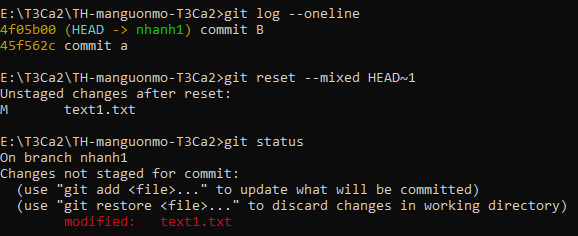 E:\T3Ca2\TH-manguonmo-T3Ca2>git log --oneline
4f05b00 (HEAD -> nhanh1) commit B
45f562c commit a
E:\T3Ca2\TH-manguonmo-T3Ca2>git reset --mixed HEAD~1
Unstaged changes after reset:
M       text1.txt
E:\T3Ca2\TH-manguonmo-T3Ca2>git status
On branch nhanh1
Changes not staged for commit:
  (use "git add <file>..." to update what will be committed)
  (use "git restore <file>..." to discard changes in working directory)
        modified:   text1.txt